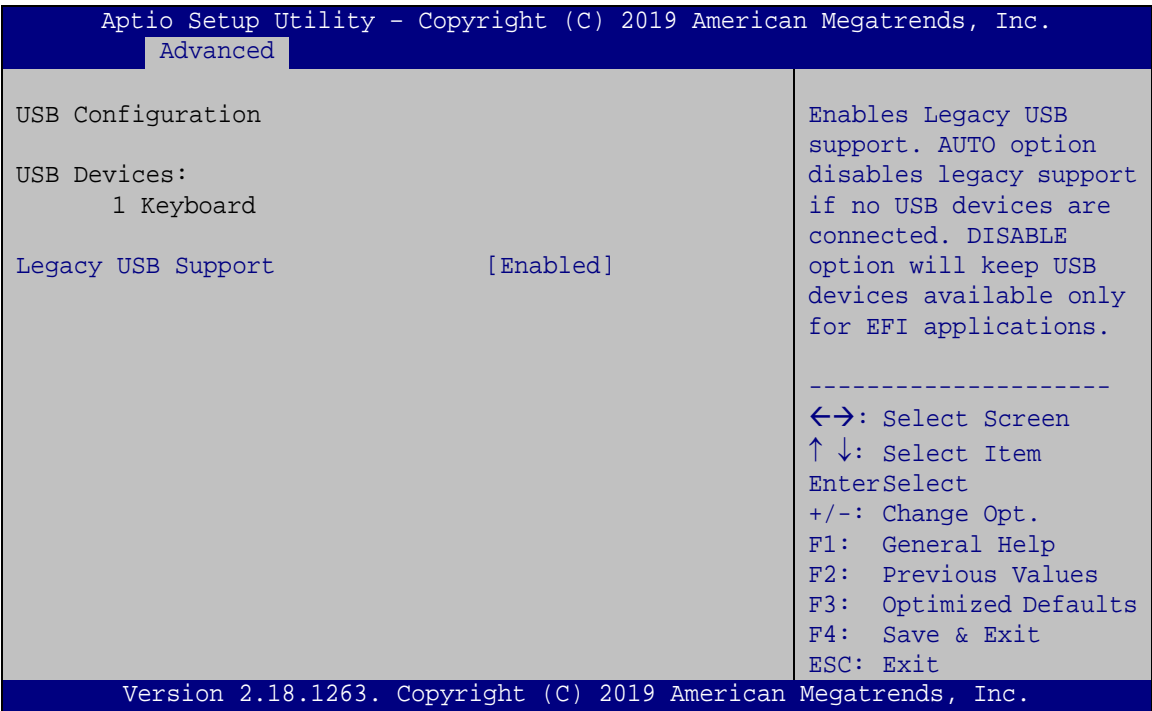 Aptio Setup Utility – Copyright (C) 2019 American Megatrends, Inc.
Advanced
USB Configuration
USB Devices:
1 Keyboard
Legacy USB Support [Enabled]
Enables Legacy USB
support. AUTO option
disables legacy support
if no USB devices are
connected. DISABLE
option will keep USB
devices available only
for EFI applications.
---------------------
←→: Select Screen
↑ ↓: Select Item
EnterSelect
+/-: Change Opt.
F1: General Help
F2: Previous Values
F3: Optimized Defaults
F4: Save & Exit
ESC: Exit
Version 2.18.1263. Copyright (C) 2019 American Megatrends, Inc.